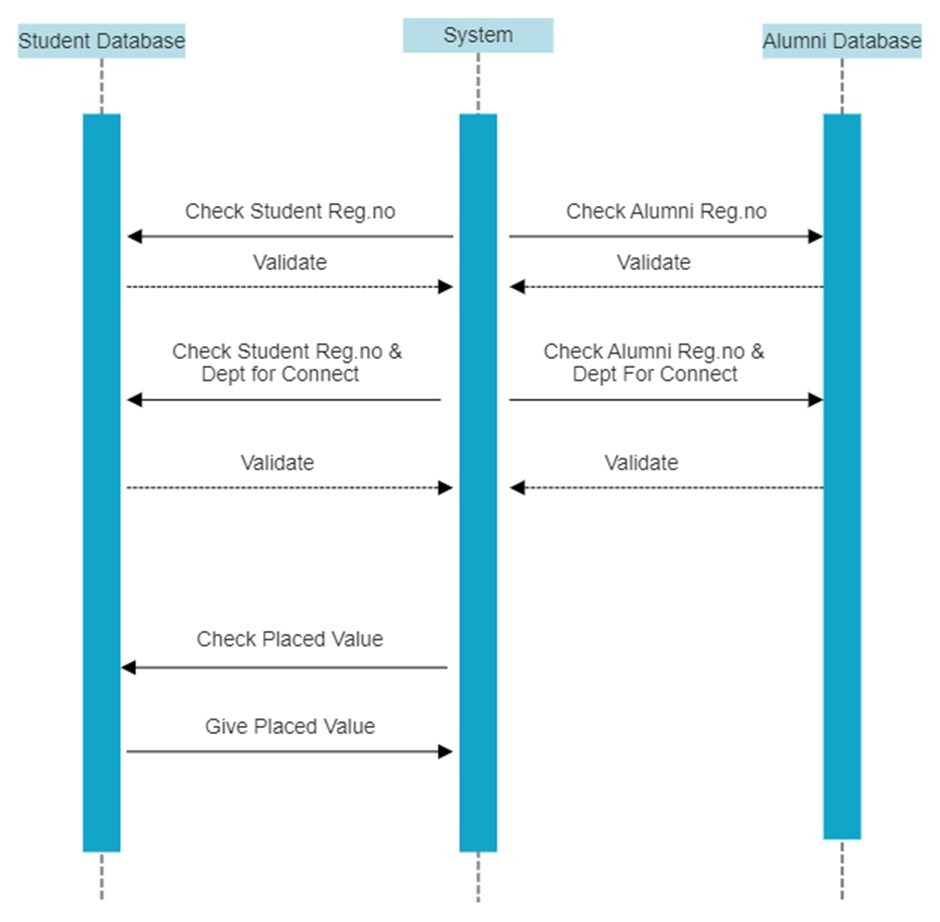 Student Database
System
Alumni Database
Check Student Reg.no
Check Alumni Reg.no
Validate
Validate
Check Student Reg.no &
Dept for Connect
Check Alumni Reg.no &
Dept For Connect
Validate
Validate
Check Placed Value
Give Placed Value